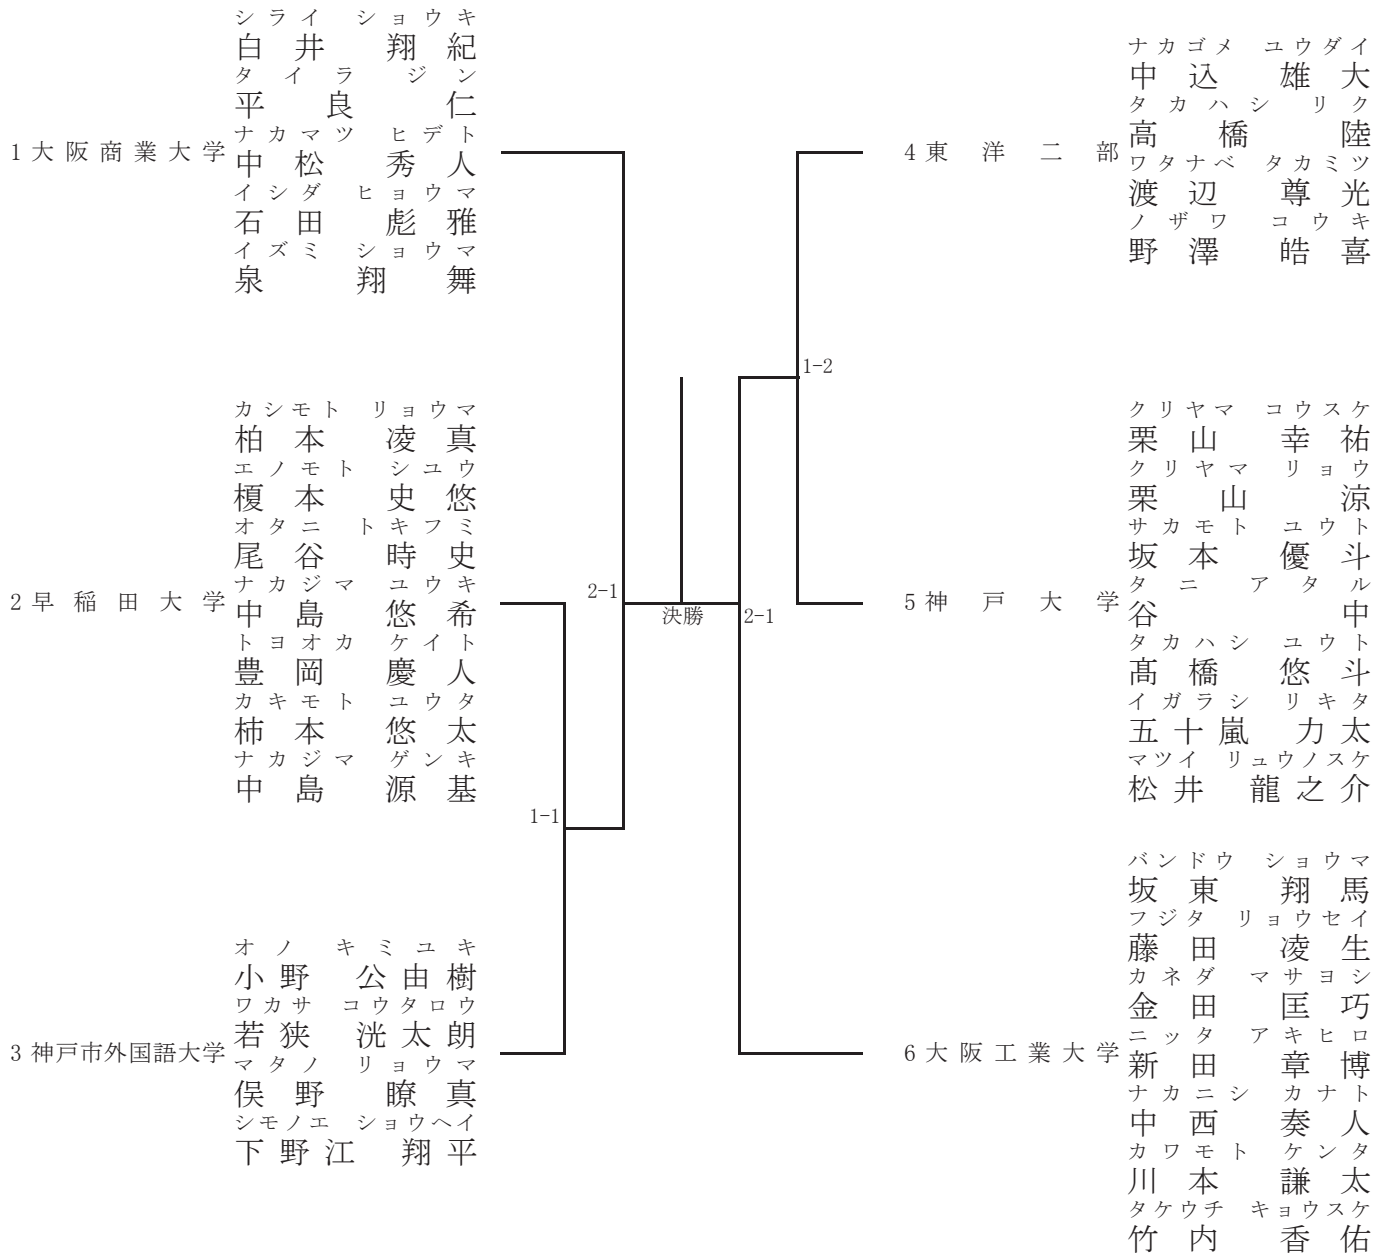 シライ ショウキ
白井 翔紀
タイラ ジン
平良 仁
ナカマツ ヒデト
1 大阪商業大学
中松 秀人
イシダ ヒョウマ
石田 彪雅
イズミ ショウマ
泉 翔舞
カシモト リョウマ
柏本 凌真
エノモト シユウ
榎本 史悠
オタニ トキフミ
尾谷 時史
ナカジマ ユウキ
2 早稲田大学
中島 悠希
トヨオカ ケイト
豊岡 慶人
カキモト ユウタ
柿本 悠太
ナカジマ ゲンキ
中島 源基
オノ キミユキ
小野 公由樹
ワカサ コウタロウ
若狭 洸太朗
3 神戸市外国語大学
マタノ リョウマ
俣野 瞭真
シモノエ ショウヘイ
下野江 翔平
2-1
1-1
決勝
1-2
2-1
ナカゴメ ユウダイ
中込 雄大
タカハシ リク
高橋 陸
4 東洋二部
ワタナベ タカミツ
渡辺 尊光
ノザワ コウキ
野澤 皓喜
クリヤマ コウスケ
栗山 幸祐
クリヤマ リョウ
栗山 涼
サカモト ユウト
坂本 優斗
タニ アタル
5 神戸大学
谷 中
タカハシ ユウト
髙橋 悠斗
イガラシ リキタ
五十嵐 力太
マツイ リュウノスケ
松井 龍之介
バンドウ ショウマ
坂東 翔馬
フジタ リョウセイ
藤田 凌生
カネダ マサヨシ
金田 匡巧
ニッタ アキヒロ
6 大阪工業大学
新田 章博
ナカニシ カナト
中西 奏人
カワモト ケンタ
川本 謙太
タケウチ キョウスケ
竹内 香佑